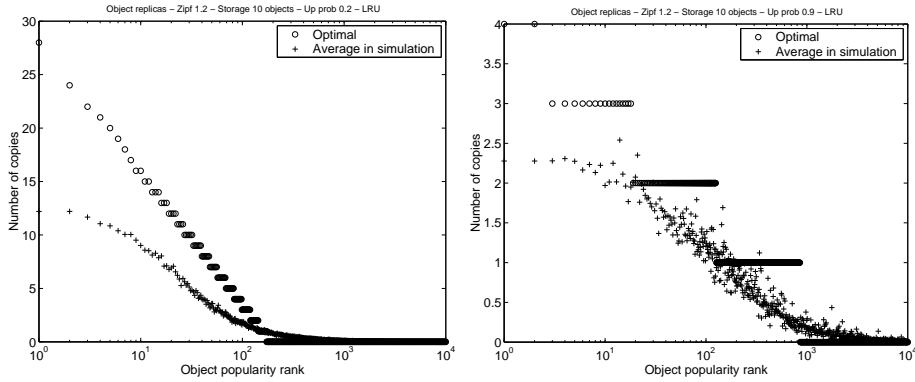 Object replicas − Zipf 1.2 − Storage 10 objects − Up prob 0.2 − LRU
30
25
20
15
10
5
0
Number of copies
Optimal
Average in simulation
10^0
10^1
10^2
10^3
10^4
Object popularity rank
Object replicas − Zipf 1.2 − Storage 10 objects − Up prob 0.9 − LRU
4
3.5
3
2.5
2
1.5
1
0.5
0
Number of copies
Optimal
Average in simulation
10^0
10^1
10^2
10^3
10^4
Object popularity rank